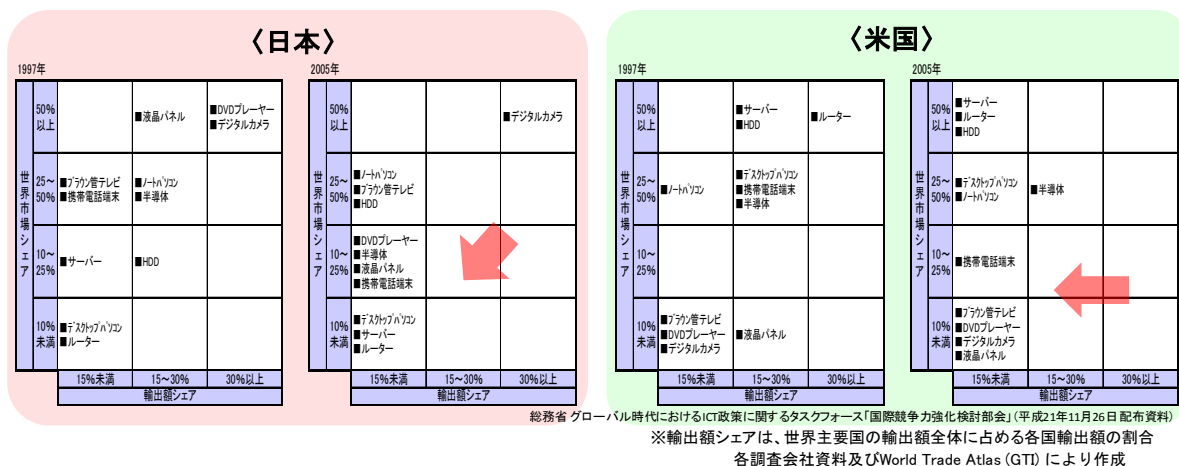 〈日本〉
1997年
世界市場シェア
50%以上
■液晶パネル
■DVDプレーヤー
■デジタルカメラ
25～50%
■ブラウン管テレビ
■携帯電話端末
■ノートパソコン
■半導体
10～25%
■サーバー
■HDD
10%未満
■デスクトップパソコン
■ルーター
15%未満
15～30%
30%以上
輸出額シェア
2005年
世界市場シェア
50%以上
■デジタルカメラ
25～50%
■ノートパソコン
■ブラウン管テレビ
■HDD
10～25%
■DVDプレーヤー
■半導体
■液晶パネル
■携帯電話端末
10%未満
■デスクトップパソコン
■サーバー
■ルーター
15%未満
15～30%
30%以上
輸出額シェア
〈米国〉
1997年
世界市場シェア
50%以上
■サーバー
■HDD
■ルーター
25～50%
■ノートパソコン
■デスクトップパソコン
■携帯電話端末
■半導体
10～25%
10%未満
■ブラウン管テレビ
■DVDプレーヤー
■デジタルカメラ
■液晶パネル
15%未満
15～30%
30%以上
輸出額シェア
2005年
世界市場シェア
50%以上
■サーバー
■ルーター
■HDD
25～50%
■デスクトップパソコン
■ノートパソコン
■半導体
10～25%
■携帯電話端末
10%未満
■ブラウン管テレビ
■DVDプレーヤー
■デジタルカメラ
■液晶パネル
15%未満
15～30%
30%以上
輸出額シェア
総務省 グローバル時代におけるICT政策に関するタスクフォース「国際競争力強化検討部会」（平成21年11月26日配布資料）
※輸出額シェアは、世界主要国の輸出額全体に占める各国輸出額の割合
各調査会社資料及びWorld Trade Atlas (GTI) により作成